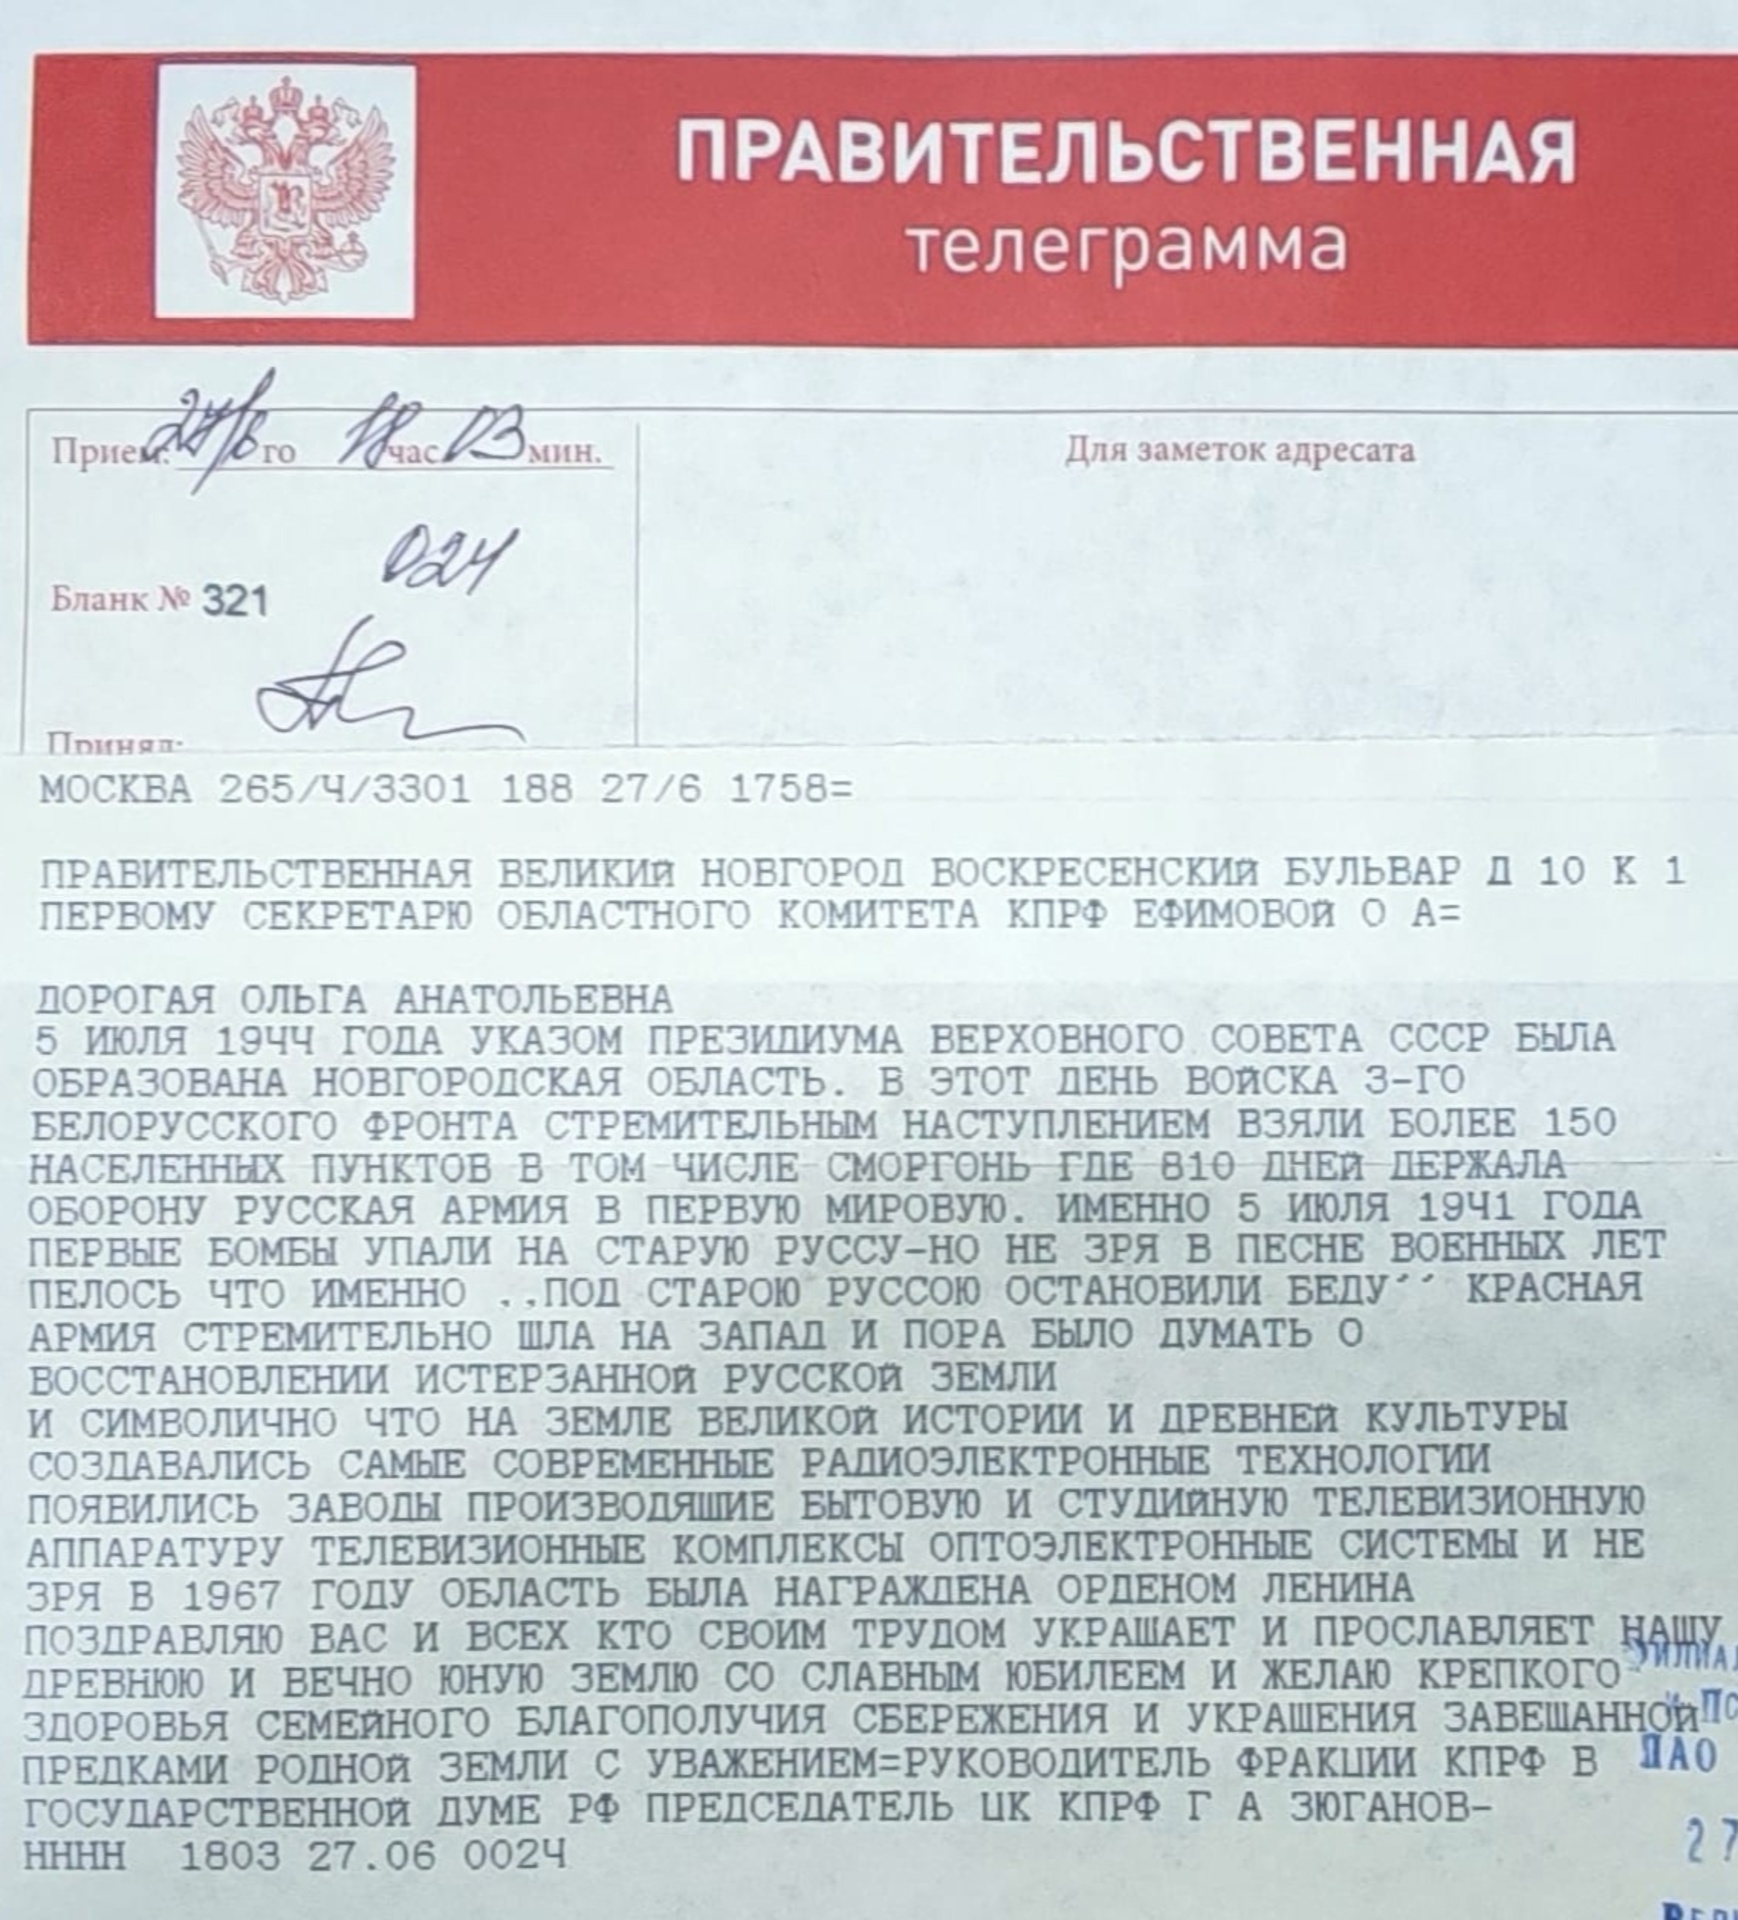 ПРАВИТЕЛЬСТВЕННАЯ
телеграмма
Прием: 27/6 го 18 час 03 мин.
Для заметок адресата
024
Бланк № 321
Принял:
МОСКВА 265/Ч/3301 188 27/6 1758=
ПРАВИТЕЛЬСТВЕННАЯ ВЕЛИКИЙ НОВГОРОД ВОСКРЕСЕНСКИЙ БУЛЬВАР Д 10 К 1
ПЕРВОМУ СЕКРЕТАРЮ ОБЛАСТНОГО КОМИТЕТА КПРФ ЕФИМОВОЙ О А=
ДОРОГАЯ ОЛЬГА АНАТОЛЬЕВНА
5 ИЮЛЯ 19ЧЧ ГОДА УКАЗОМ ПРЕЗИДИУМА ВЕРХОВНОГО СОВЕТА СССР БЫЛА
ОБРАЗОВАНА НОВГОРОДСКАЯ ОБЛАСТЬ. В ЭТОТ ДЕНЬ ВОЙСКА 3-ГО
БЕЛОРУССКОГО ФРОНТА СТРЕМИТЕЛЬНЫМ НАСТУПЛЕНИЕМ ВЗЯЛИ БОЛЕЕ 150
НАСЕЛЕННЫХ ПУНКТОВ В ТОМ ЧИСЛЕ СМОРГОНЬ ГДЕ 810 ДНЕЙ ДЕРЖАЛА
ОБОРОНУ РУССКАЯ АРМИЯ В ПЕРВУЮ МИРОВУЮ. ИМЕННО 5 ИЮЛЯ 19Ч1 ГОДА
ПЕРВЫЕ БОМБЫ УПАЛИ НА СТАРУЮ РУССУ-НО НЕ ЗРЯ В ПЕСНЕ ВОЕННЫХ ЛЕТ
ПЕЛОСЬ ЧТО ИМЕННО ,,ПОД СТАРОЮ РУССОЮ ОСТАНОВИЛИ БЕДУ'' КРАСНАЯ
АРМИЯ СТРЕМИТЕЛЬНО ШЛА НА ЗАПАД И ПОРА БЫЛО ДУМАТЬ О
ВОССТАНОВЛЕНИИ ИСТЕРЗАННОЙ РУССКОЙ ЗЕМЛИ
И СИМВОЛИЧНО ЧТО НА ЗЕМЛЕ ВЕЛИКОЙ ИСТОРИИ И ДРЕВНЕЙ КУЛЬТУРЫ
СОЗДАВАЛИСЬ САМЫЕ СОВРЕМЕННЫЕ РАДИОЭЛЕКТРОННЫЕ ТЕХНОЛОГИИ
ПОЯВИЛИСЬ ЗАВОДЫ ПРОИЗВОДЯШИЕ БЫТОВУЮ И СТУДИЙНУЮ ТЕЛЕВИЗИОННУЮ
АППАРАТУРУ ТЕЛЕВИЗИОННЫЕ КОМПЛЕКСЫ ОПТОЭЛЕКТРОННЫЕ СИСТЕМЫ И НЕ
ЗРЯ В 1967 ГОДУ ОБЛАСТЬ БЫЛА НАГРАЖДЕНА ОРДЕНОМ ЛЕНИНА
ПОЗДРАВЛЯЮ ВАС И ВСЕХ КТО СВОИМ ТРУДОМ УКРАШАЕТ И ПРОСЛАВЛЯЕТ НАШУ
ДРЕВНЮЮ И ВЕЧНО ЮНУЮ ЗЕМЛЮ СО СЛАВНЫМ ЮБИЛЕЕМ И ЖЕЛАЮ КРЕПКОГО
ЗДОРОВЬЯ СЕМЕЙНОГО БЛАГОПОЛУЧИЯ СБЕРЕЖЕНИЯ И УКРАШЕНИЯ ЗАВЕШАННОЙ
ПРЕДКАМИ РОДНОЙ ЗЕМЛИ С УВАЖЕНИЕМ=РУКОВОДИТЕЛЬ ФРАКЦИИ КПРФ В
ПАО
ГОСУДАРСТВЕННОЙ ДУМЕ РФ ПРЕДСЕДАТЕЛЬ ЦК КПРФ Г А ЗЮГАНОВ-
27
НННН 1803 27.06 002Ч